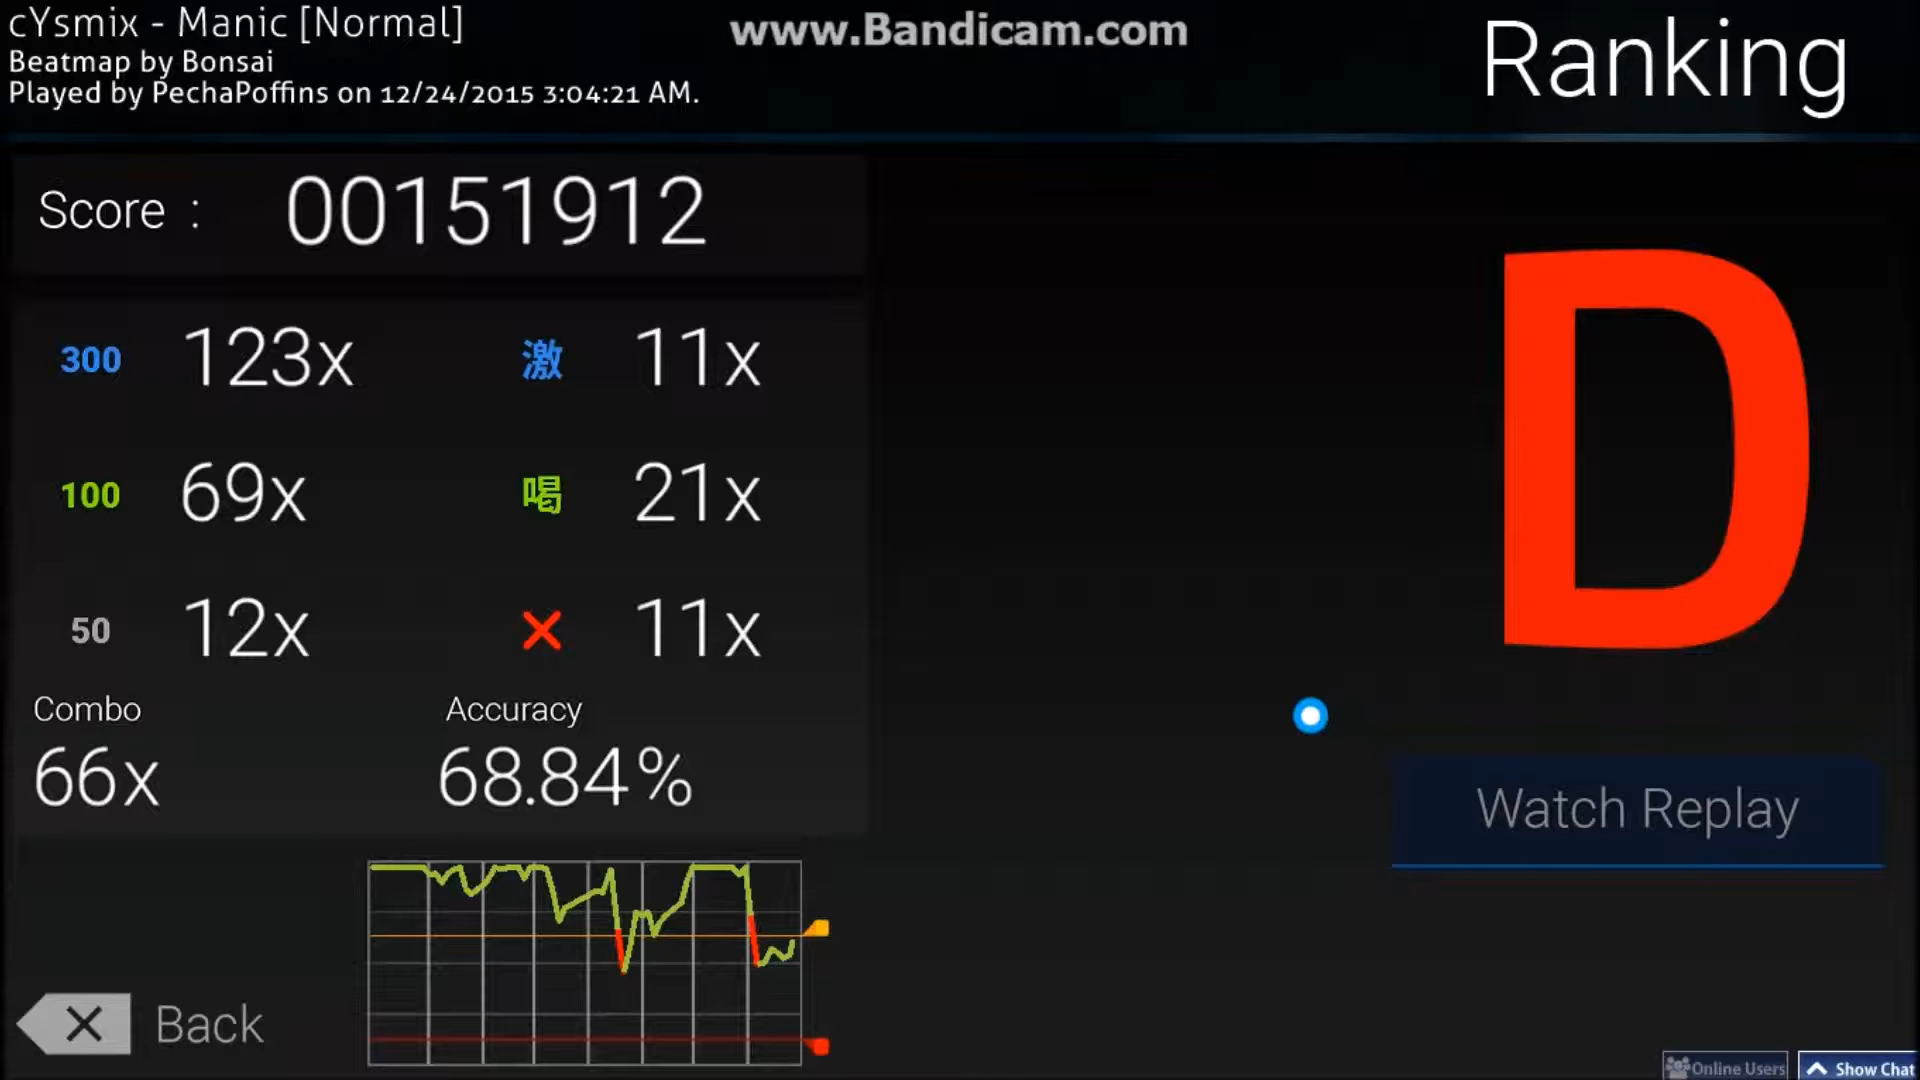 cYsmix - Manic [Normal]
Beatmap by Bonsai
Played by PechaPoffins on 12/24/2015 3:04:21 AM.
www.Bandicam.com
Ranking
Score : 00151912
300 123x 激 11x
100 69x 喝 21x
50 12x 11x
Combo Accuracy
66x 68.84%
D
Watch Replay
Back
Online Users Show Chat